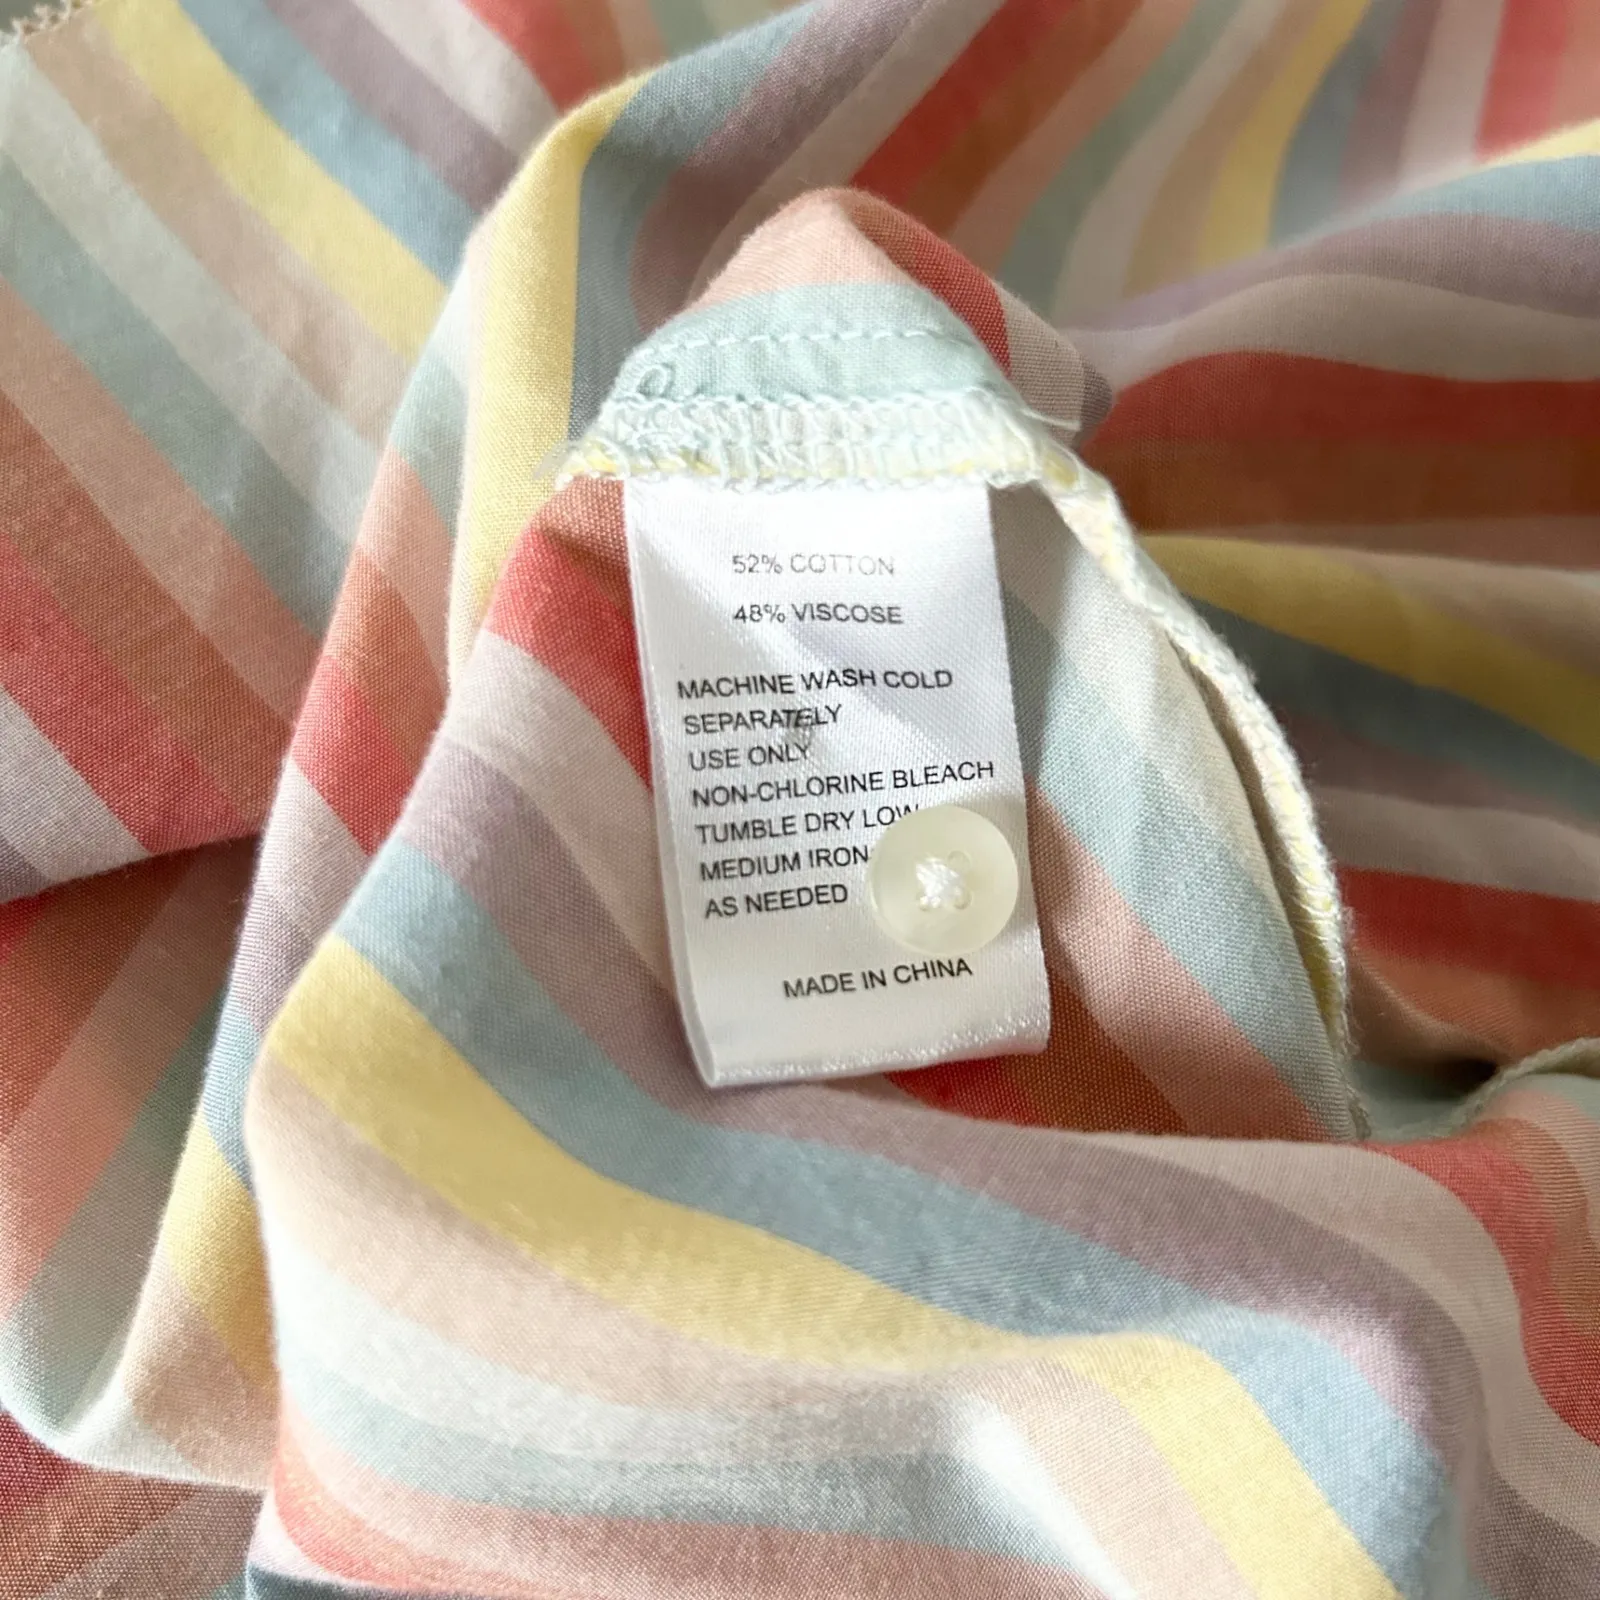 52% COTTON
48% VISCOSE
MACHINE WASH COLD
SEPARATELY
USE ONLY
NON-CHLORINE BLEACH
TUMBLE DRY LOW
MEDIUM IRON
AS NEEDED
MADE IN CHINA